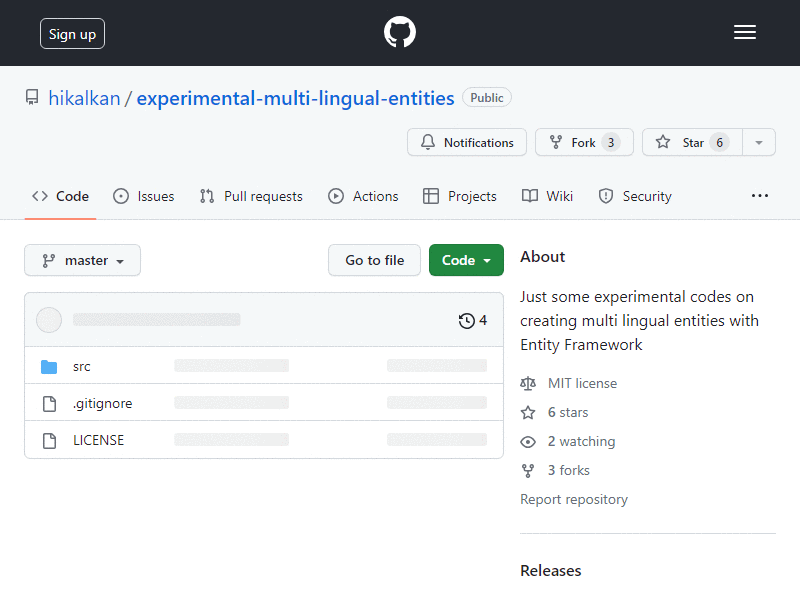 Sign up
hikalkan / experimental-multi-lingual-entities Public
Notifications Fork 3 Star 6
Code Issues Pull requests Actions Projects Wiki Security
master Go to file Code
4
src
.gitignore
LICENSE
About
Just some experimental codes on
creating multi lingual entities with
Entity Framework
MIT license
6 stars
2 watching
3 forks
Report repository
Releases